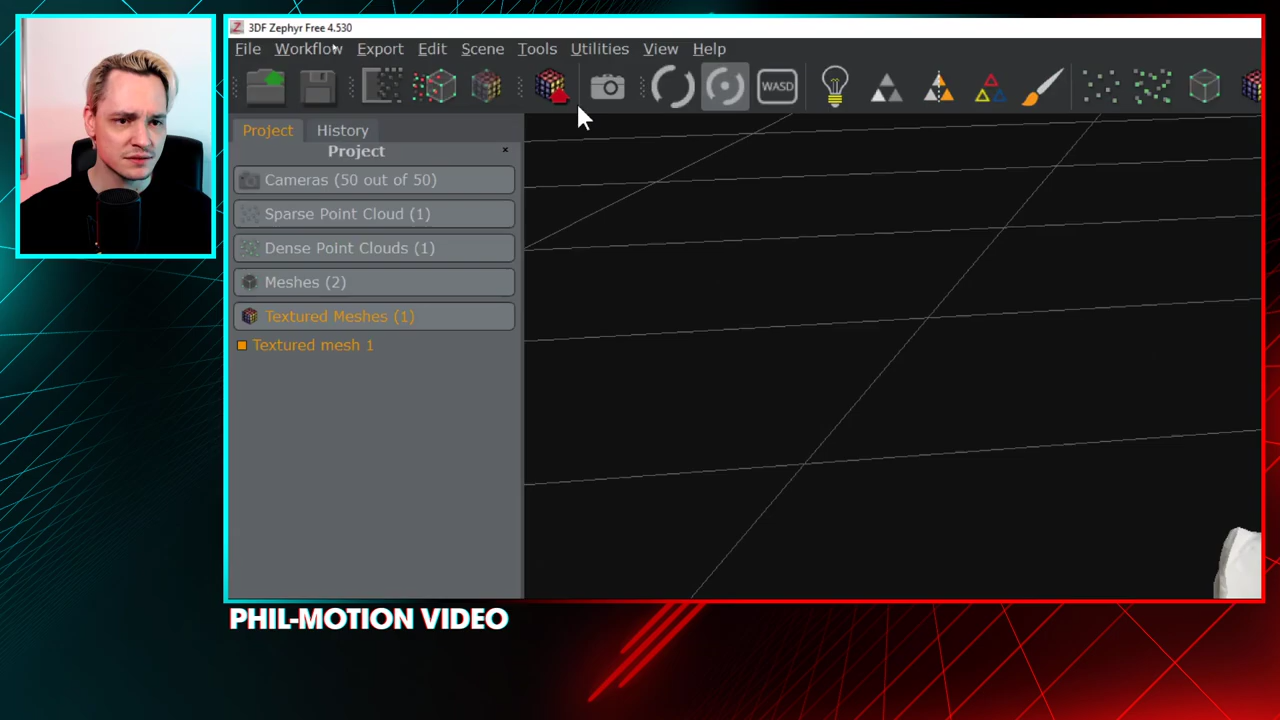 3DF Zephyr Free 4.530
File Workflow Export Edit Scene Tools Utilities View Help
WASD
Project History
Project ×
Cameras (50 out of 50)
Sparse Point Cloud (1)
Dense Point Clouds (1)
Meshes (2)
Textured Meshes (1)
Textured mesh 1
PHIL-MOTION VIDEO